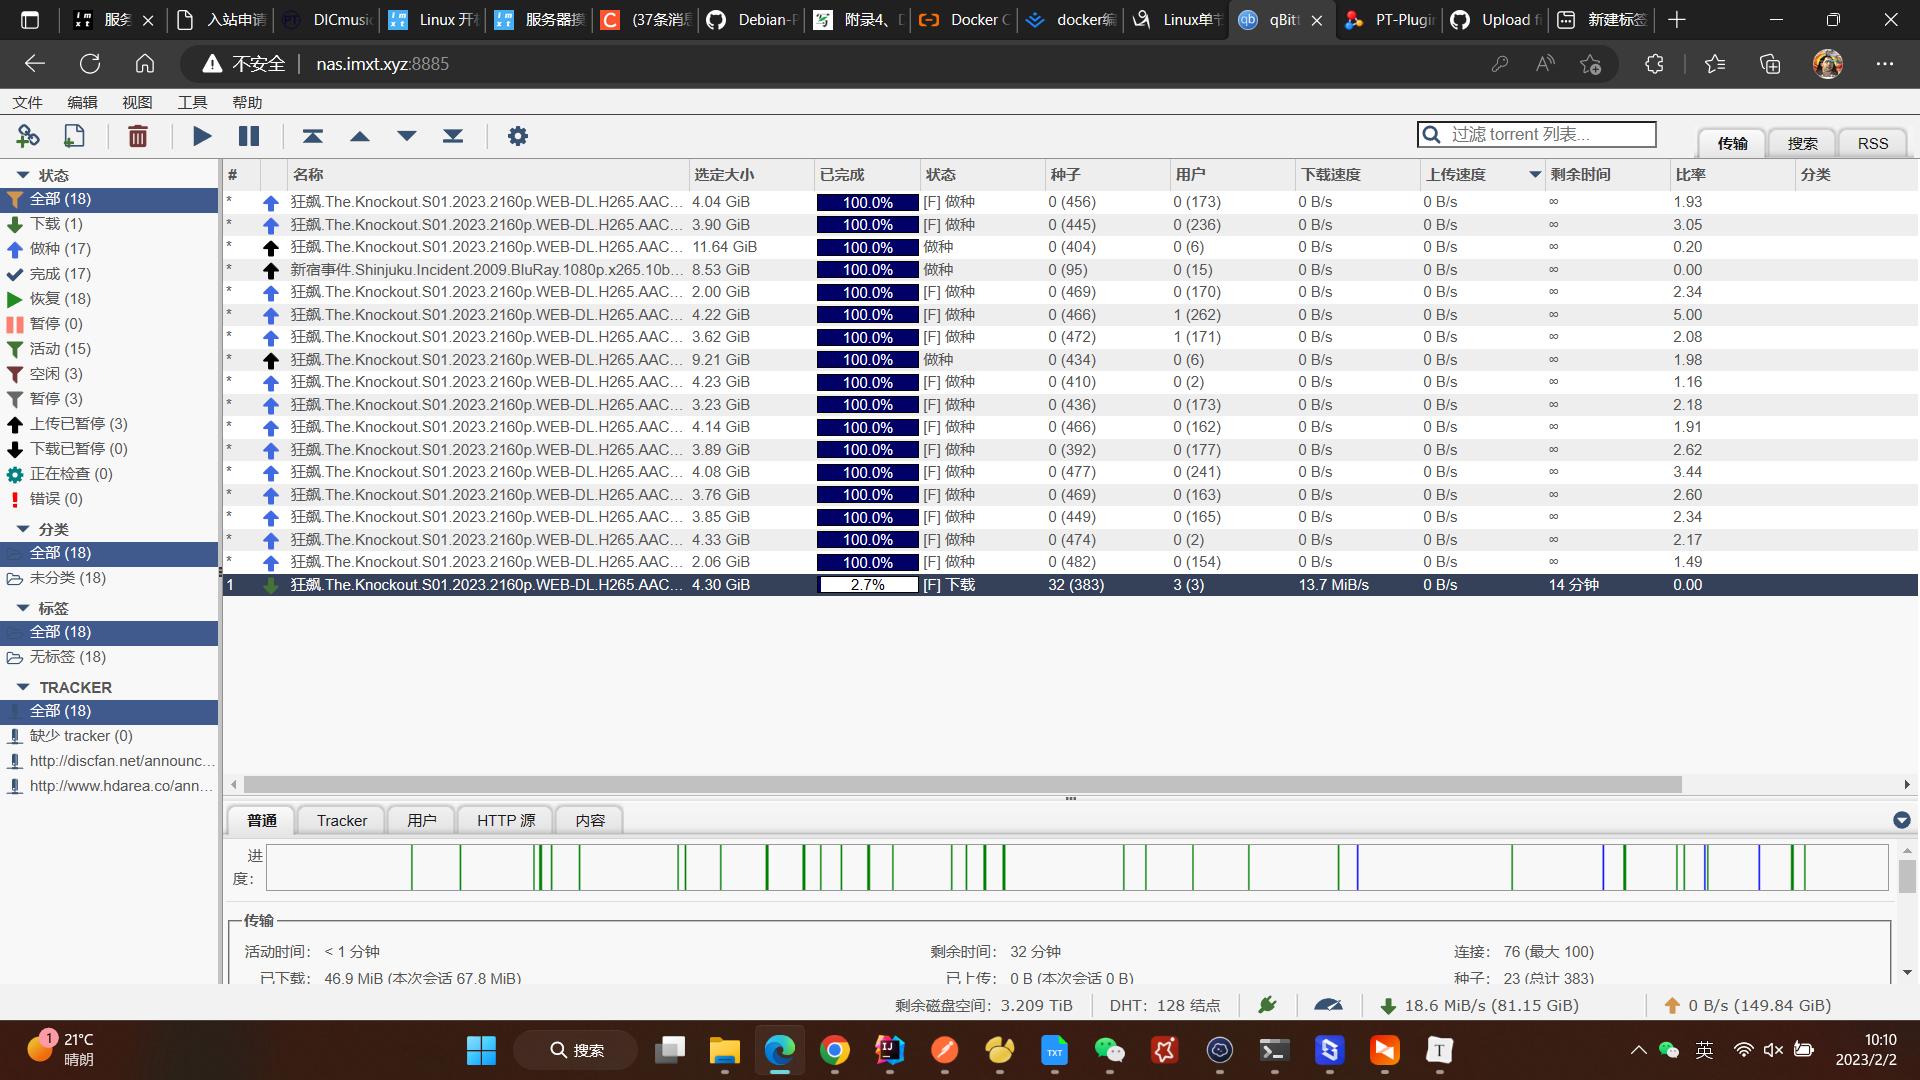 服务 入站申请 DICmusic Linux 开机 服务器搜 (37条消息 Debian-P 附录4、D Docker C docker编 Linux单节 qBitt PT-Plugin Upload fi 新建标签
不安全 nas.imxt.xyz:8885
文件 编辑 视图 工具 帮助
过滤 torrent 列表... 传输 搜索 RSS
状态
全部 (18)
下载 (1)
做种 (17)
完成 (17)
恢复 (18)
暂停 (0)
活动 (15)
空闲 (3)
暂停 (3)
上传已暂停 (3)
下载已暂停 (0)
正在检查 (0)
错误 (0)
分类
全部 (18)
未分类 (18)
标签
全部 (18)
无标签 (18)
TRACKER
全部 (18)
缺少 tracker (0)
http://discfan.net/announc...
http://www.hdarea.co/ann...
# 名称 选定大小 已完成 状态 种子 用户 下载速度 上传速度 剩余时间 比率 分类
* 狂飙.The.Knockout.S01.2023.2160p.WEB-DL.H265.AAC... 4.04 GiB 100.0% [F] 做种 0 (456) 0 (173) 0 B/s 0 B/s ∞ 1.93
* 狂飙.The.Knockout.S01.2023.2160p.WEB-DL.H265.AAC... 3.90 GiB 100.0% [F] 做种 0 (445) 0 (236) 0 B/s 0 B/s ∞ 3.05
* 狂飙.The.Knockout.S01.2023.2160p.WEB-DL.H265.AAC... 11.64 GiB 100.0% 做种 0 (404) 0 (6) 0 B/s 0 B/s ∞ 0.20
* 新宿事件.Shinjuku.Incident.2009.BluRay.1080p.x265.10b... 8.53 GiB 100.0% 做种 0 (95) 0 (15) 0 B/s 0 B/s ∞ 0.00
* 狂飙.The.Knockout.S01.2023.2160p.WEB-DL.H265.AAC... 2.00 GiB 100.0% [F] 做种 0 (469) 0 (170) 0 B/s 0 B/s ∞ 2.34
* 狂飙.The.Knockout.S01.2023.2160p.WEB-DL.H265.AAC... 4.22 GiB 100.0% [F] 做种 0 (466) 1 (262) 0 B/s 0 B/s ∞ 5.00
* 狂飙.The.Knockout.S01.2023.2160p.WEB-DL.H265.AAC... 3.62 GiB 100.0% [F] 做种 0 (472) 1 (171) 0 B/s 0 B/s ∞ 2.08
* 狂飙.The.Knockout.S01.2023.2160p.WEB-DL.H265.AAC... 9.21 GiB 100.0% 做种 0 (434) 0 (6) 0 B/s 0 B/s ∞ 1.98
* 狂飙.The.Knockout.S01.2023.2160p.WEB-DL.H265.AAC... 4.23 GiB 100.0% [F] 做种 0 (410) 0 (2) 0 B/s 0 B/s ∞ 1.16
* 狂飙.The.Knockout.S01.2023.2160p.WEB-DL.H265.AAC... 3.23 GiB 100.0% [F] 做种 0 (436) 0 (173) 0 B/s 0 B/s ∞ 2.18
* 狂飙.The.Knockout.S01.2023.2160p.WEB-DL.H265.AAC... 4.14 GiB 100.0% [F] 做种 0 (466) 0 (162) 0 B/s 0 B/s ∞ 1.91
* 狂飙.The.Knockout.S01.2023.2160p.WEB-DL.H265.AAC... 3.89 GiB 100.0% [F] 做种 0 (392) 0 (177) 0 B/s 0 B/s ∞ 2.62
* 狂飙.The.Knockout.S01.2023.2160p.WEB-DL.H265.AAC... 4.08 GiB 100.0% [F] 做种 0 (477) 0 (241) 0 B/s 0 B/s ∞ 3.44
* 狂飙.The.Knockout.S01.2023.2160p.WEB-DL.H265.AAC... 3.76 GiB 100.0% [F] 做种 0 (469) 0 (163) 0 B/s 0 B/s ∞ 2.60
* 狂飙.The.Knockout.S01.2023.2160p.WEB-DL.H265.AAC... 3.85 GiB 100.0% [F] 做种 0 (449) 0 (165) 0 B/s 0 B/s ∞ 2.34
* 狂飙.The.Knockout.S01.2023.2160p.WEB-DL.H265.AAC... 4.33 GiB 100.0% [F] 做种 0 (474) 0 (2) 0 B/s 0 B/s ∞ 2.17
* 狂飙.The.Knockout.S01.2023.2160p.WEB-DL.H265.AAC... 2.06 GiB 100.0% [F] 做种 0 (482) 0 (154) 0 B/s 0 B/s ∞ 1.49
1 狂飙.The.Knockout.S01.2023.2160p.WEB-DL.H265.AAC... 4.30 GiB 2.7% [F] 下载 32 (383) 3 (3) 13.7 MiB/s 0 B/s 14 分钟 0.00
普通 Tracker 用户 HTTP 源 内容
进度:
传输
活动时间: < 1 分钟 剩余时间: 32 分钟 连接: 76 (最大 100)
已下载: 46.9 MiB (本次会话 67.8 MiB) 已上传: 0 B (本次会话 0 B) 种子: 23 (总计 383)
剩余磁盘空间: 3.209 TiB DHT: 128 结点 18.6 MiB/s (81.15 GiB) 0 B/s (149.84 GiB)
1 21°C
晴朗
搜索
TXT
英
10:10
2023/2/2